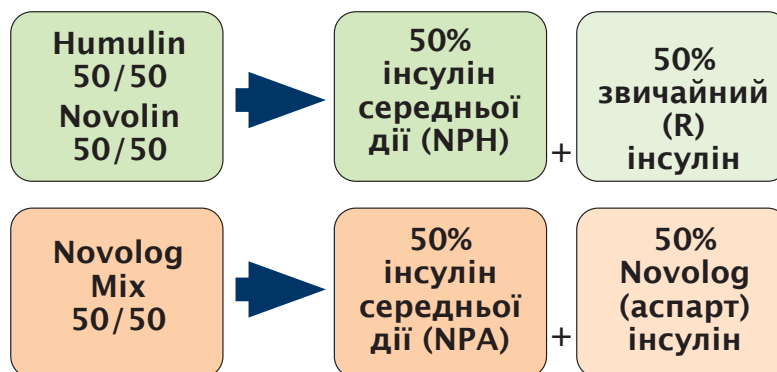 Humulin
50/50
Novolin
50/50
50%
інсулін
середньої
дії (NPH)
+
50%
звичайний
(R)
інсулін
Novolog
Mix
50/50
50%
інсулін
середньої
дії (NPA)
+
50%
Novolog
(аспарт)
інсулін